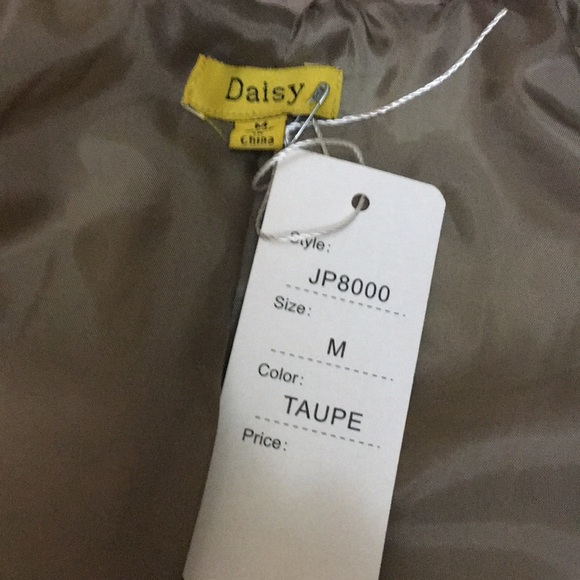 Daisy
M
China
Style:
JP8000
Size:
M
Color:
TAUPE
Price: